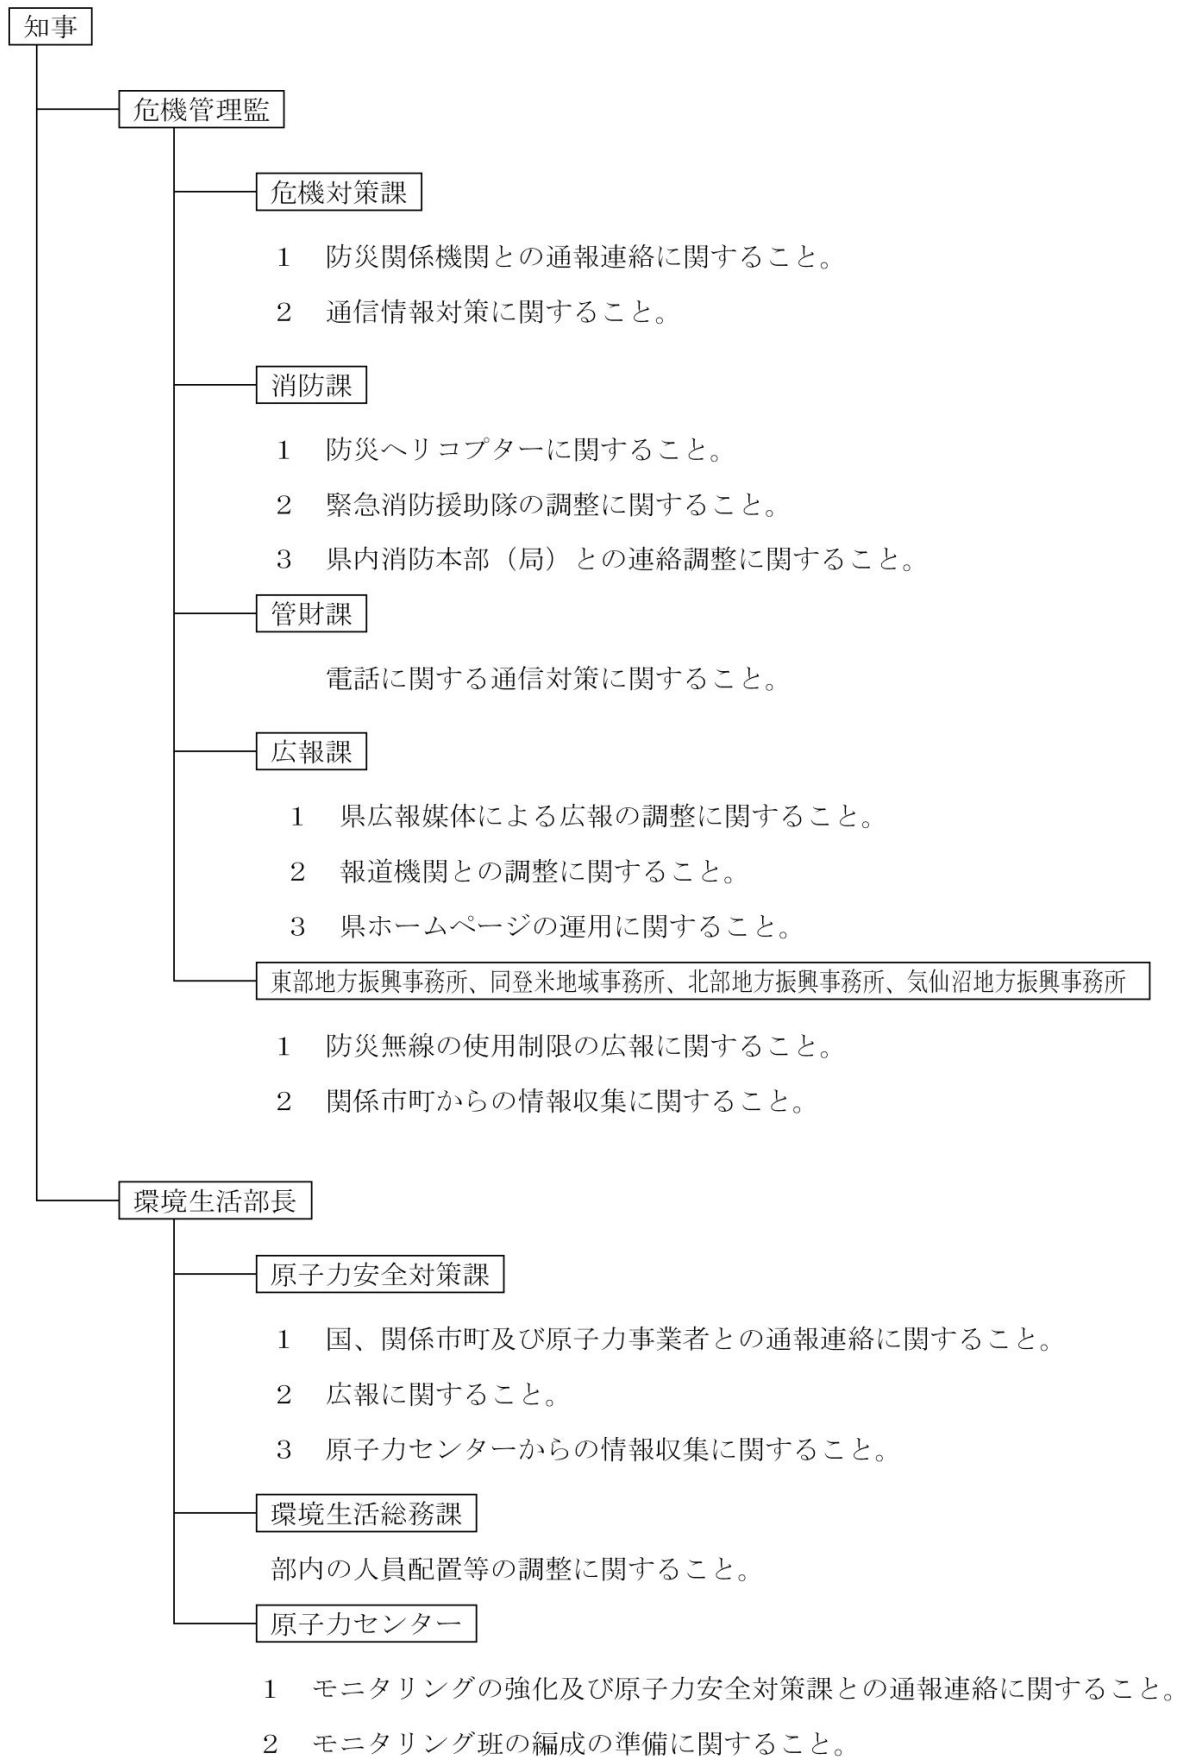 知事
危機管理監
危機対策課
1 防災関係機関との通報連絡に関すること。
2 通信情報対策に関すること。
消防課
1 防災ヘリコプターに関すること。
2 緊急消防援助隊の調整に関すること。
3 県内消防本部（局）との連絡調整に関すること。
管財課
電話に関する通信対策に関すること。
広報課
1 県広報媒体による広報の調整に関すること。
2 報道機関との調整に関すること。
3 県ホームページの運用に関すること。
東部地方振興事務所、同登米地域事務所、北部地方振興事務所、気仙沼地方振興事務所
1 防災無線の使用制限の広報に関すること。
2 関係市町からの情報収集に関すること。
環境生活部長
原子力安全対策課
1 国、関係市町及び原子力事業者との通報連絡に関すること。
2 広報に関すること。
3 原子力センターからの情報収集に関すること。
環境生活総務課
部内の人員配置等の調整に関すること。
原子力センター
1 モニタリングの強化及び原子力安全対策課との通報連絡に関すること。
2 モニタリング班の編成の準備に関すること。